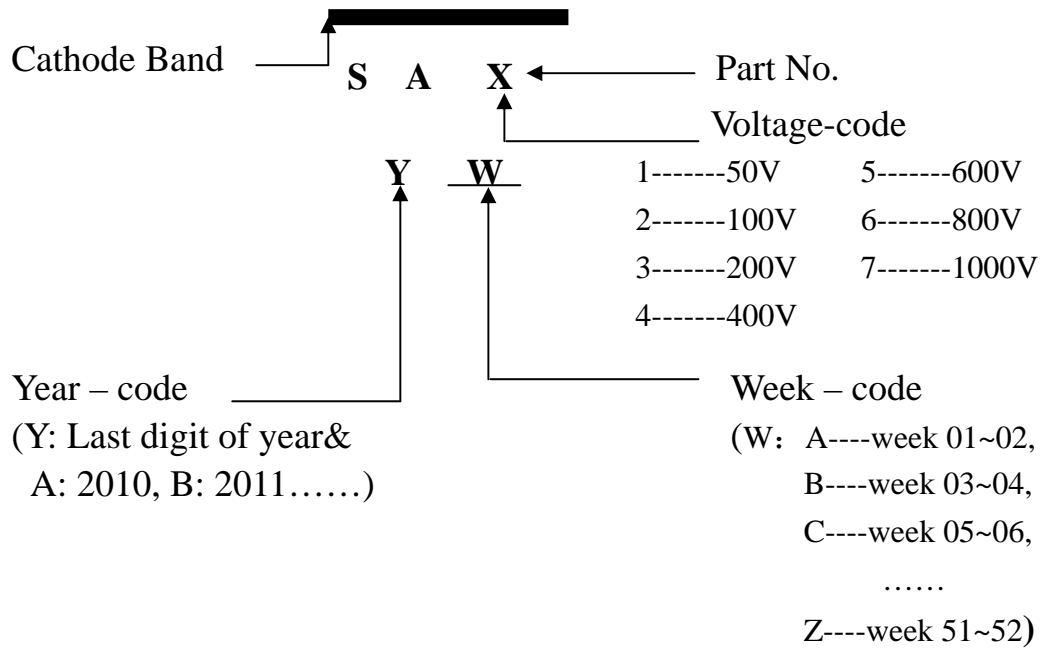 Cathode Band
S A X
Part No.
Voltage-code
Y W
1-------50V 5-------600V
2-------100V 6-------800V
3-------200V 7-------1000V
4-------400V
Year – code
(Y: Last digit of year&
A: 2010, B: 2011……)
Week – code
(W：A----week 01~02,
B----week 03~04,
C----week 05~06,
……
Z----week 51~52)